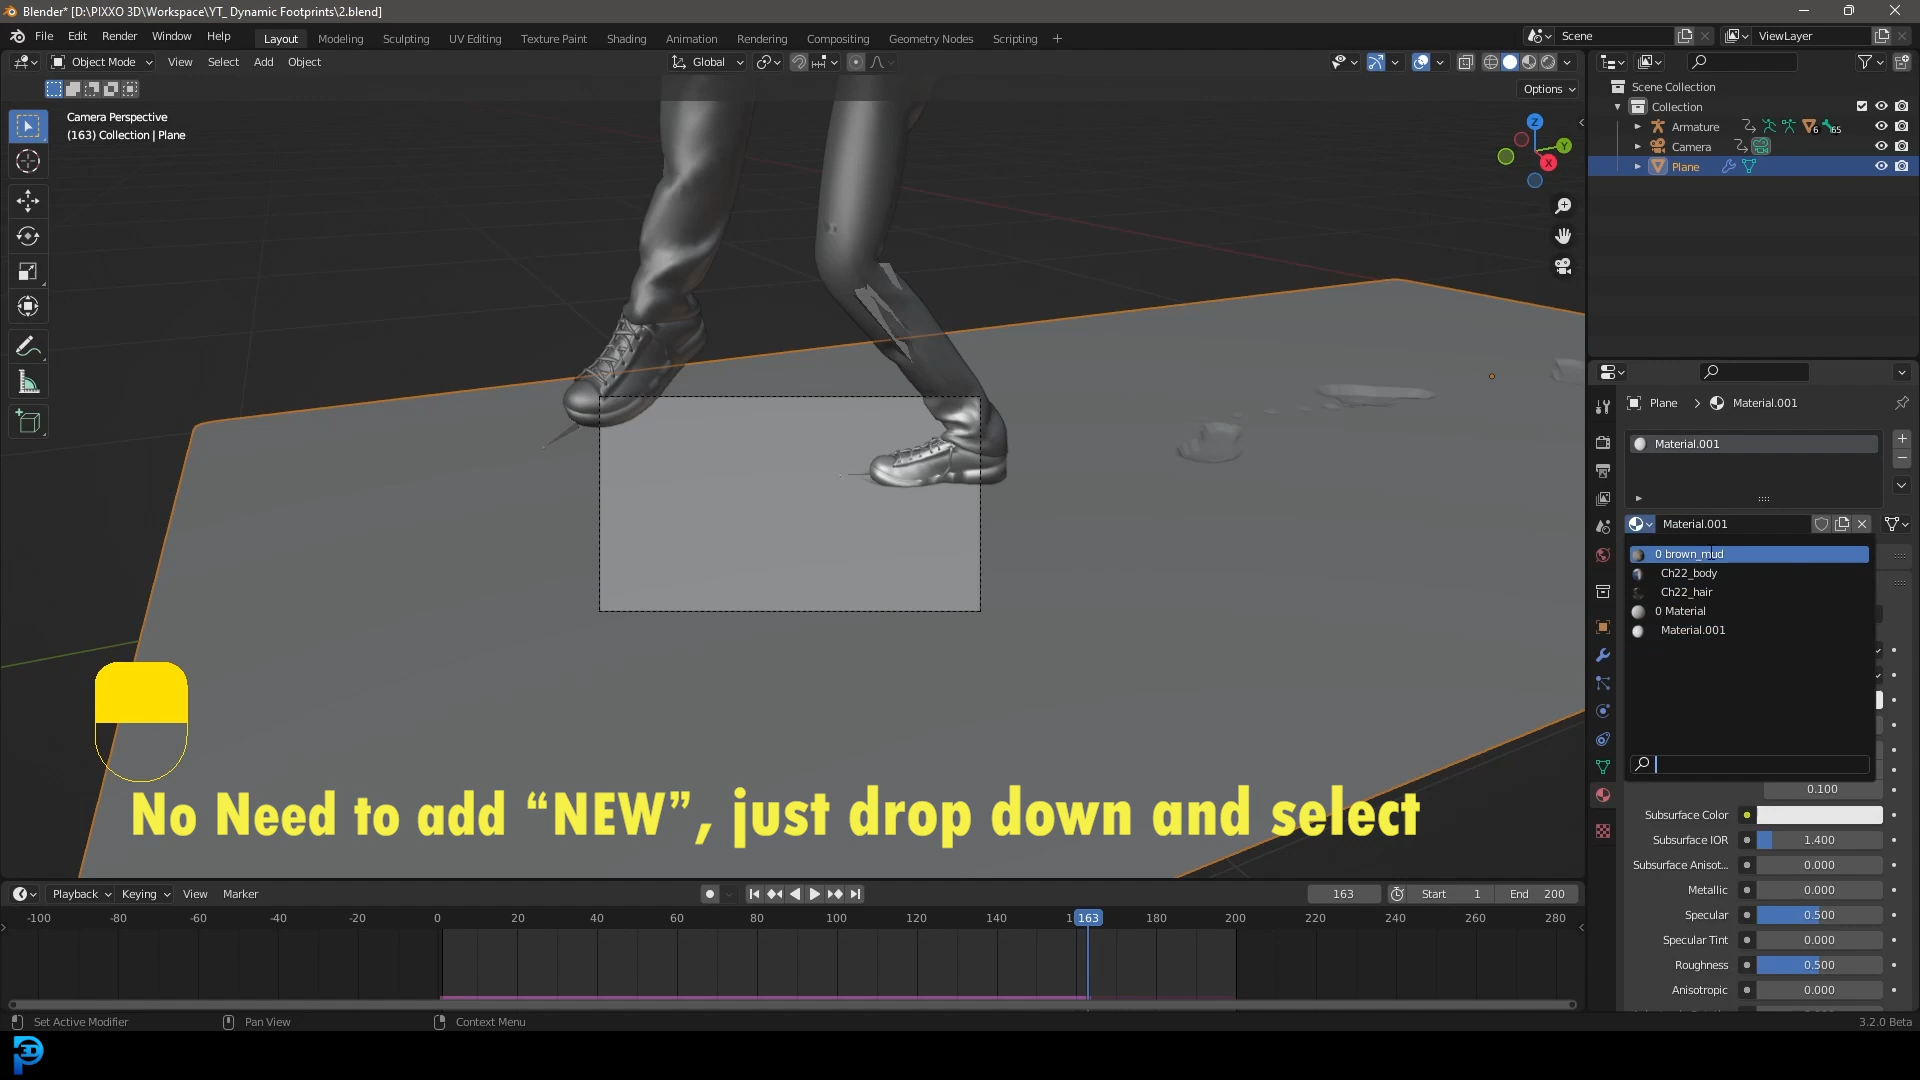 Blender* [D:\PIXXO 3D\Workspace\YT_ Dynamic Footprints\2.blend]
File Edit Render Window Help Layout Modeling Sculpting UV Editing Texture Paint Shading Animation Rendering Compositing Geometry Nodes Scripting + Scene ViewLayer
Object Mode View Select Add Object Global
Options
Camera Perspective
(163) Collection | Plane
Z
Y
X
Scene Collection
Collection
Armature 6 65
Camera
Plane
Plane > Material.001
Material.001
Material.001
0 brown_mud
Ch22_body
Ch22_hair
0 Material
Material.001
0.100
Subsurface Color
Subsurface IOR 1.400
Subsurface Anisot... 0.000
Metallic 0.000
Specular 0.500
Specular Tint 0.000
Roughness 0.500
Anisotropic 0.000
No Need to add “NEW”, just drop down and select
Playback Keying View Marker 163 Start 1 End 200
-100 -80 -60 -40 -20 0 20 40 60 80 100 120 140 163 180 200 220 240 260 280
Set Active Modifier Pan View Context Menu 3.2.0 Beta
3D